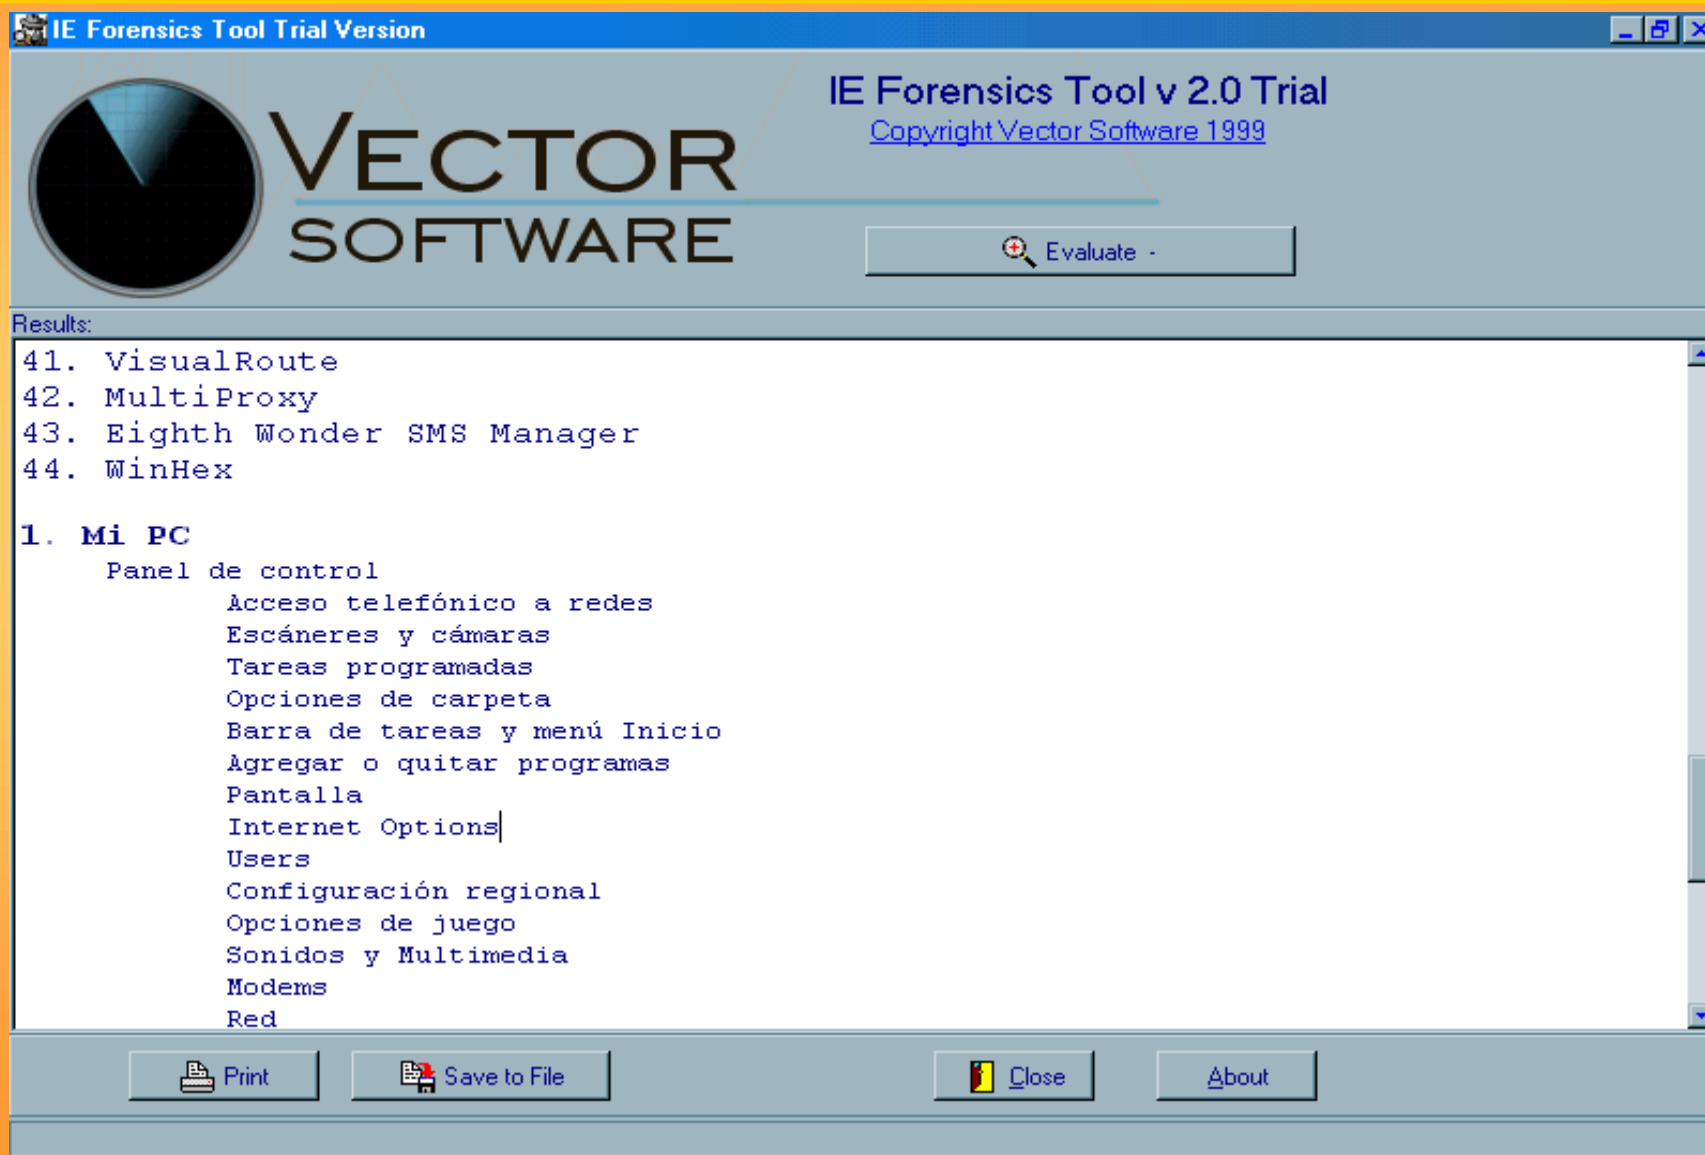 IE Forensics Tool Trial Version
VECTOR
SOFTWARE
IE Forensics Tool v 2.0 Trial
Copyright Vector Software 1999
Evaluate -
Results:
41. VisualRoute
42. MultiProxy
43. Eighth Wonder SMS Manager
44. WinHex
1. Mi PC
Panel de control
Acceso telefónico a redes
Escáneres y cámaras
Tareas programadas
Opciones de carpeta
Barra de tareas y menú Inicio
Agregar o quitar programas
Pantalla
Internet Options
Users
Configuración regional
Opciones de juego
Sonidos y Multimedia
Modems
Red
Print
Save to File
Close
About